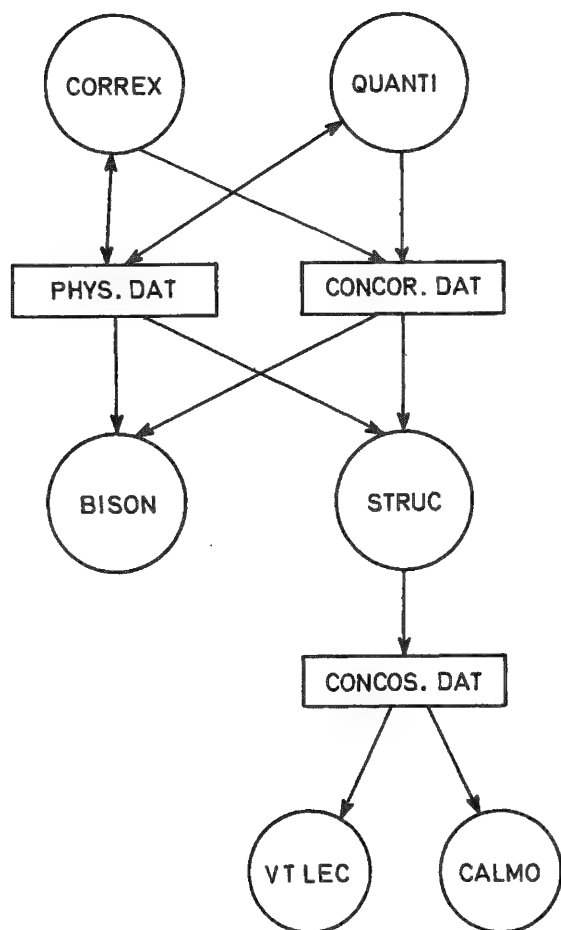 CORREX
QUANTI
PHYS. DAT
CONCOR. DAT
BISON
STRUC
CONCOS. DAT
VT LEC
CALMO